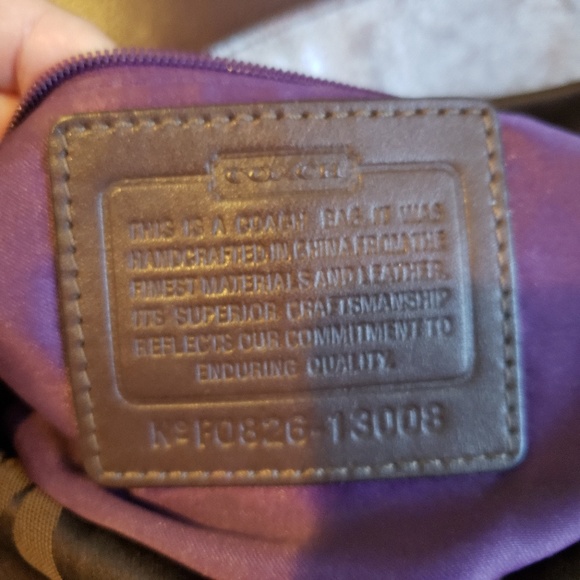 COACH
THIS IS A COACH BAG. IT WAS
HANDCRAFTED IN CHINA FROM THE
FINEST MATERIALS AND LEATHER.
ITS SUPERIOR CRAFTSMANSHIP
REFLECTS OUR COMMITMENT TO
ENDURING QUALITY.
Nº F0826-13008